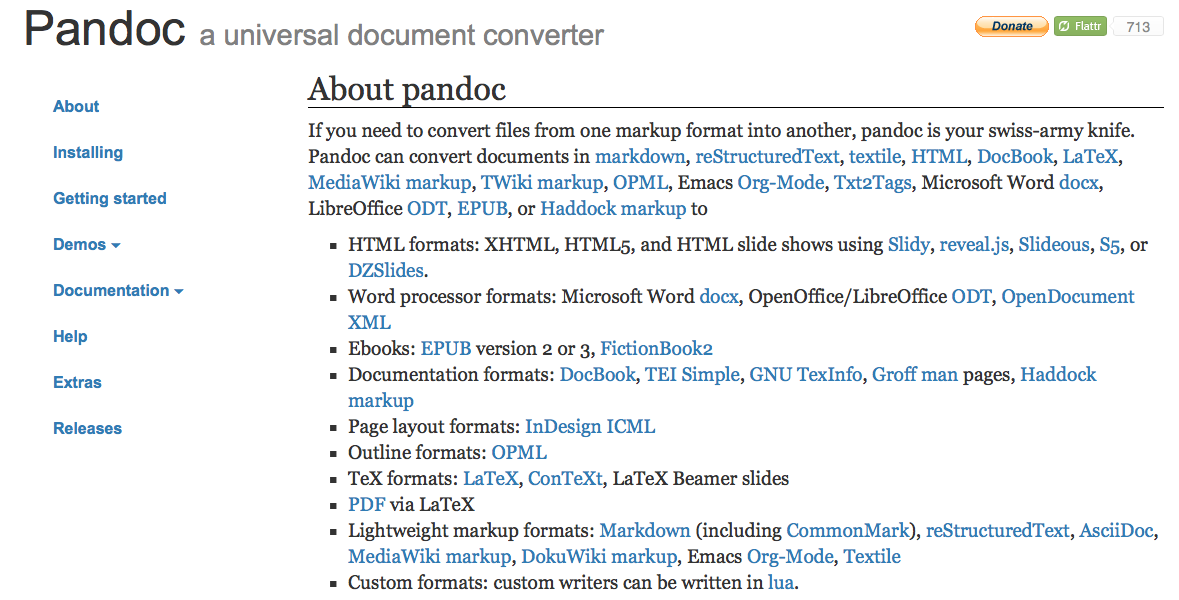 Pandoc a universal document converter
Donate
Flattr
713
About
Installing
Getting started
Demos
Documentation
Help
Extras
Releases
About pandoc
If you need to convert files from one markup format into another, pandoc is your swiss-army knife.
Pandoc can convert documents in markdown, reStructuredText, textile, HTML, DocBook, LaTeX,
MediaWiki markup, TWiki markup, OPML, Emacs Org-Mode, Txt2Tags, Microsoft Word docx,
LibreOffice ODT, EPUB, or Haddock markup to
▪ HTML formats: XHTML, HTML5, and HTML slide shows using Slidy, reveal.js, Slideous, S5, or
DZSlides.
▪ Word processor formats: Microsoft Word docx, OpenOffice/LibreOffice ODT, OpenDocument
XML
▪ Ebooks: EPUB version 2 or 3, FictionBook2
▪ Documentation formats: DocBook, TEI Simple, GNU TexInfo, Groff man pages, Haddock
markup
▪ Page layout formats: InDesign ICML
▪ Outline formats: OPML
▪ TeX formats: LaTeX, ConTeXt, LaTeX Beamer slides
▪ PDF via LaTeX
▪ Lightweight markup formats: Markdown (including CommonMark), reStructuredText, AsciiDoc,
MediaWiki markup, DokuWiki markup, Emacs Org-Mode, Textile
▪ Custom formats: custom writers can be written in lua.